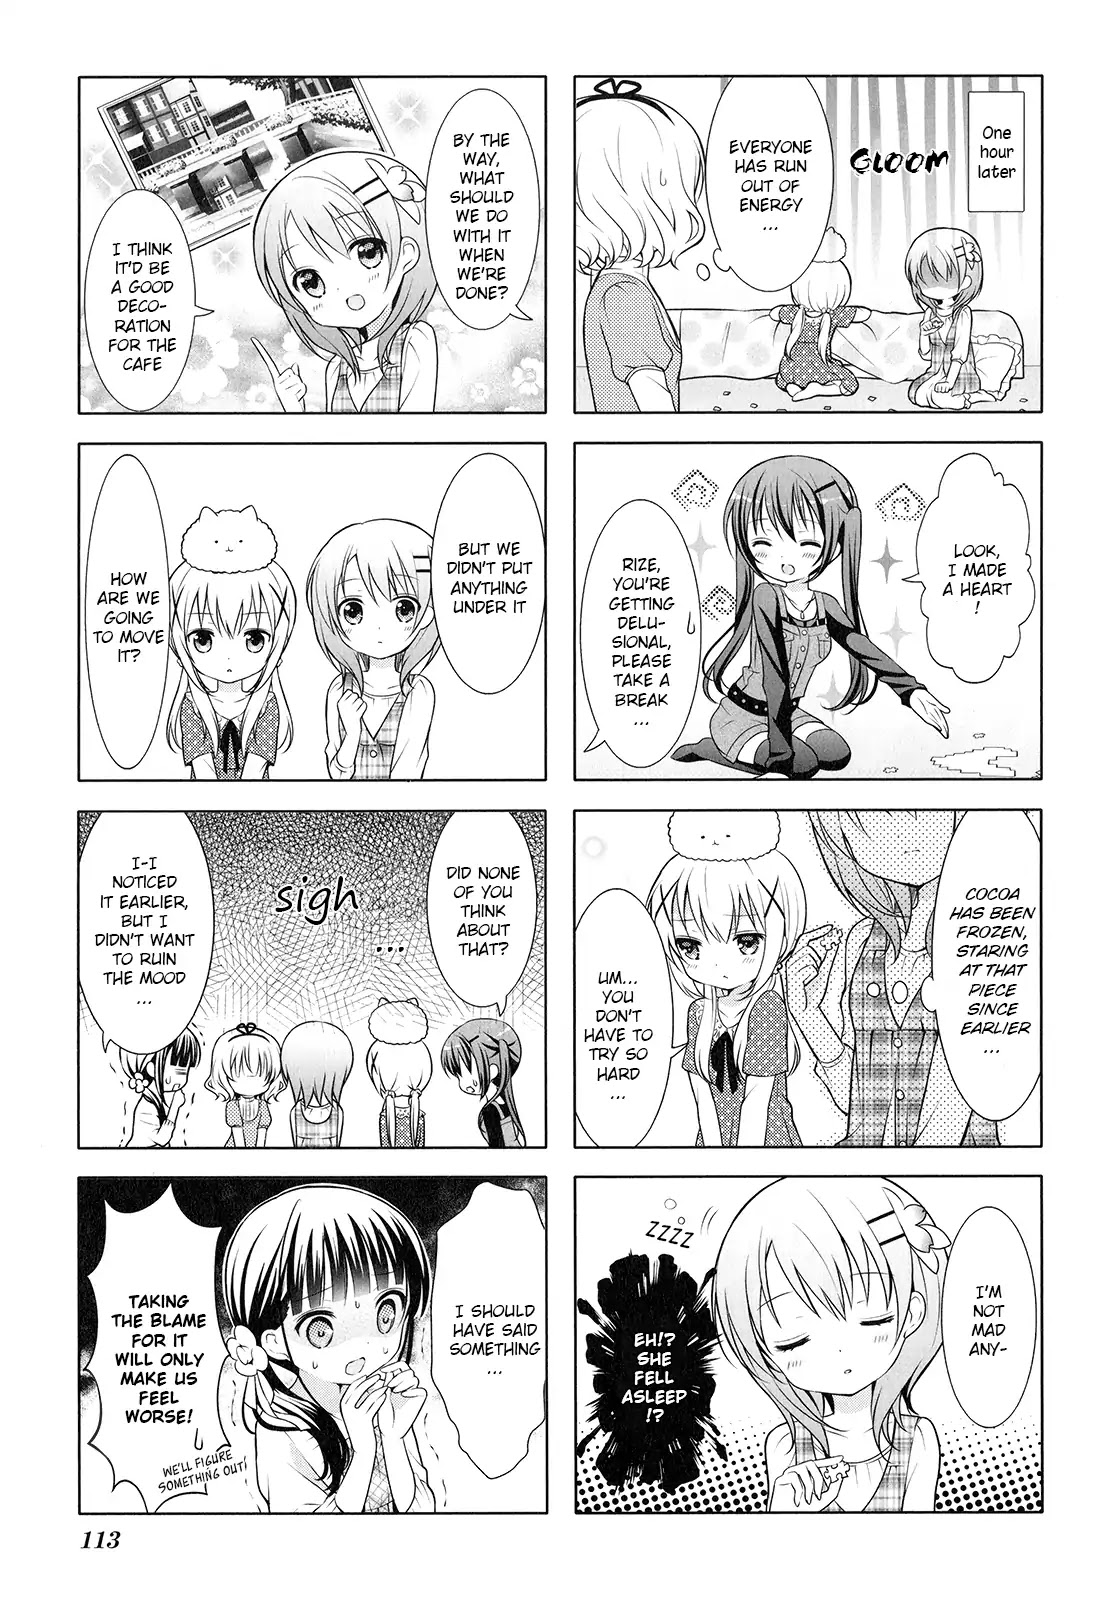 One
hour
later
GLOOM
EVERYONE
HAS RUN
OUT OF
ENERGY
...
LOOK,
I MADE
A HEART
!
RIZE,
YOU'RE
GETTING
DELU-
SIONAL,
PLEASE
TAKE A
BREAK
...
COCOA
HAS BEEN
FROZEN,
STARING
AT THAT
PIECE
SINCE
EARLIER
...
UM...
YOU
DON'T
HAVE TO
TRY SO
HARD
...
I'M
NOT
MAD
ANY-
ZZZZ
EH!?
SHE
FELL
ASLEEP
!?
BY THE
WAY,
WHAT
SHOULD
WE DO
WITH IT
WHEN
WE'RE
DONE?
I THINK
IT'D BE
A GOOD
DECO-
RATION
FOR THE
CAFE
BUT WE
DIDN'T PUT
ANYTHING
UNDER IT
HOW
ARE WE
GOING
TO MOVE
IT?
DID NONE
OF YOU
THINK
ABOUT
THAT?
...
sigh
I-I
NOTICED
IT EARLIER,
BUT I
DIDN'T WANT
TO RUIN
THE MOOD
...
I SHOULD
HAVE SAID
SOMETHING
...
TAKING
THE BLAME
FOR IT
WILL ONLY
MAKE US
FEEL
WORSE!
WE'LL FIGURE
SOMETHING OUT!
113